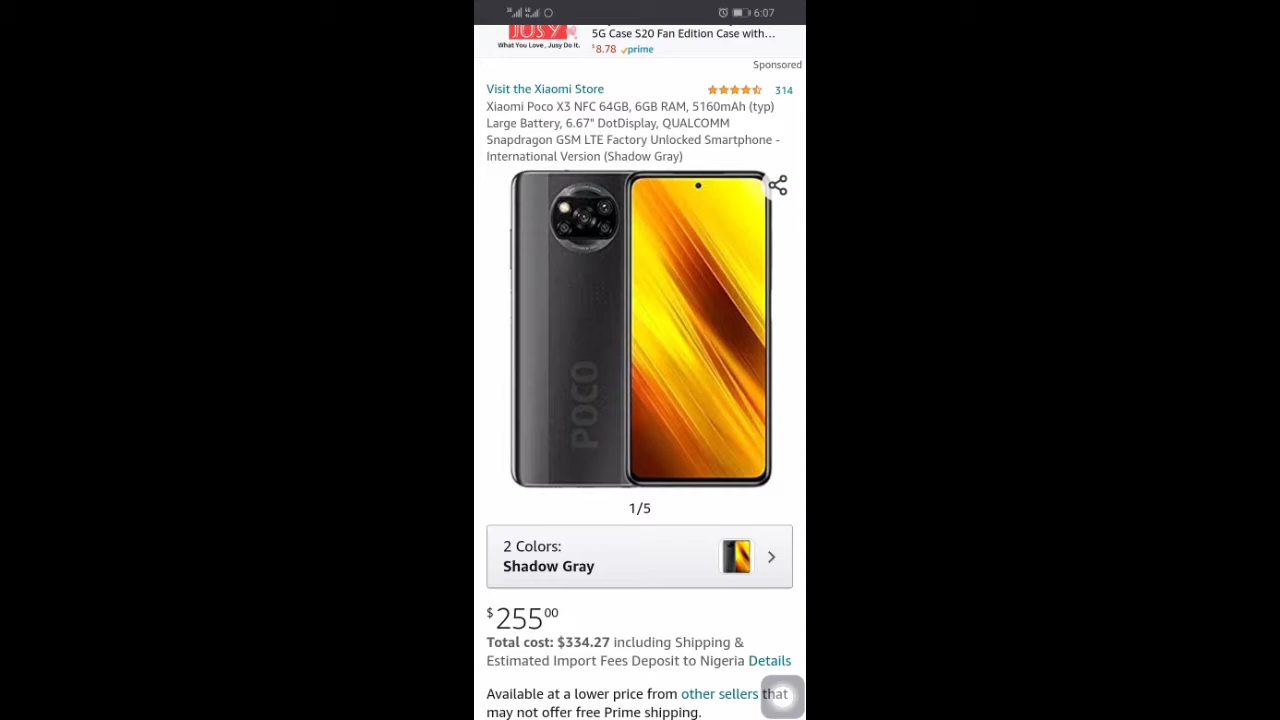 6:07
JUSY
What You Love, Jusy Do It.
5G Case S20 Fan Edition Case with...
$8.78 prime
Sponsored
Visit the Xiaomi Store
314
Xiaomi Poco X3 NFC 64GB, 6GB RAM, 5160mAh (typ)
Large Battery, 6.67" DotDisplay, QUALCOMM
Snapdragon GSM LTE Factory Unlocked Smartphone -
International Version (Shadow Gray)
POCO
1/5
2 Colors:
Shadow Gray
$25500
Total cost: $334.27 including Shipping &
Estimated Import Fees Deposit to Nigeria Details
Available at a lower price from other sellers that
may not offer free Prime shipping.